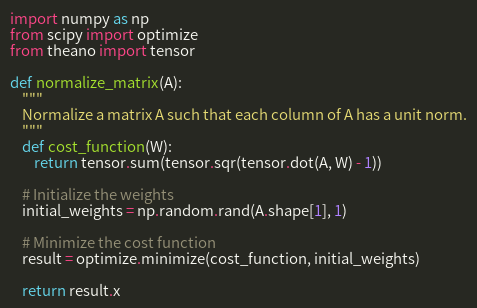 import numpy as np
from scipy import optimize
from theano import tensor

def normalize_matrix(A):
    """
    Normalize a matrix A such that each column of A has a unit norm.
    """
    def cost_function(W):
        return tensor.sum(tensor.sqr(tensor.dot(A, W) - 1))

    # Initialize the weights
    initial_weights = np.random.rand(A.shape[1], 1)

    # Minimize the cost function
    result = optimize.minimize(cost_function, initial_weights)

    return result.x